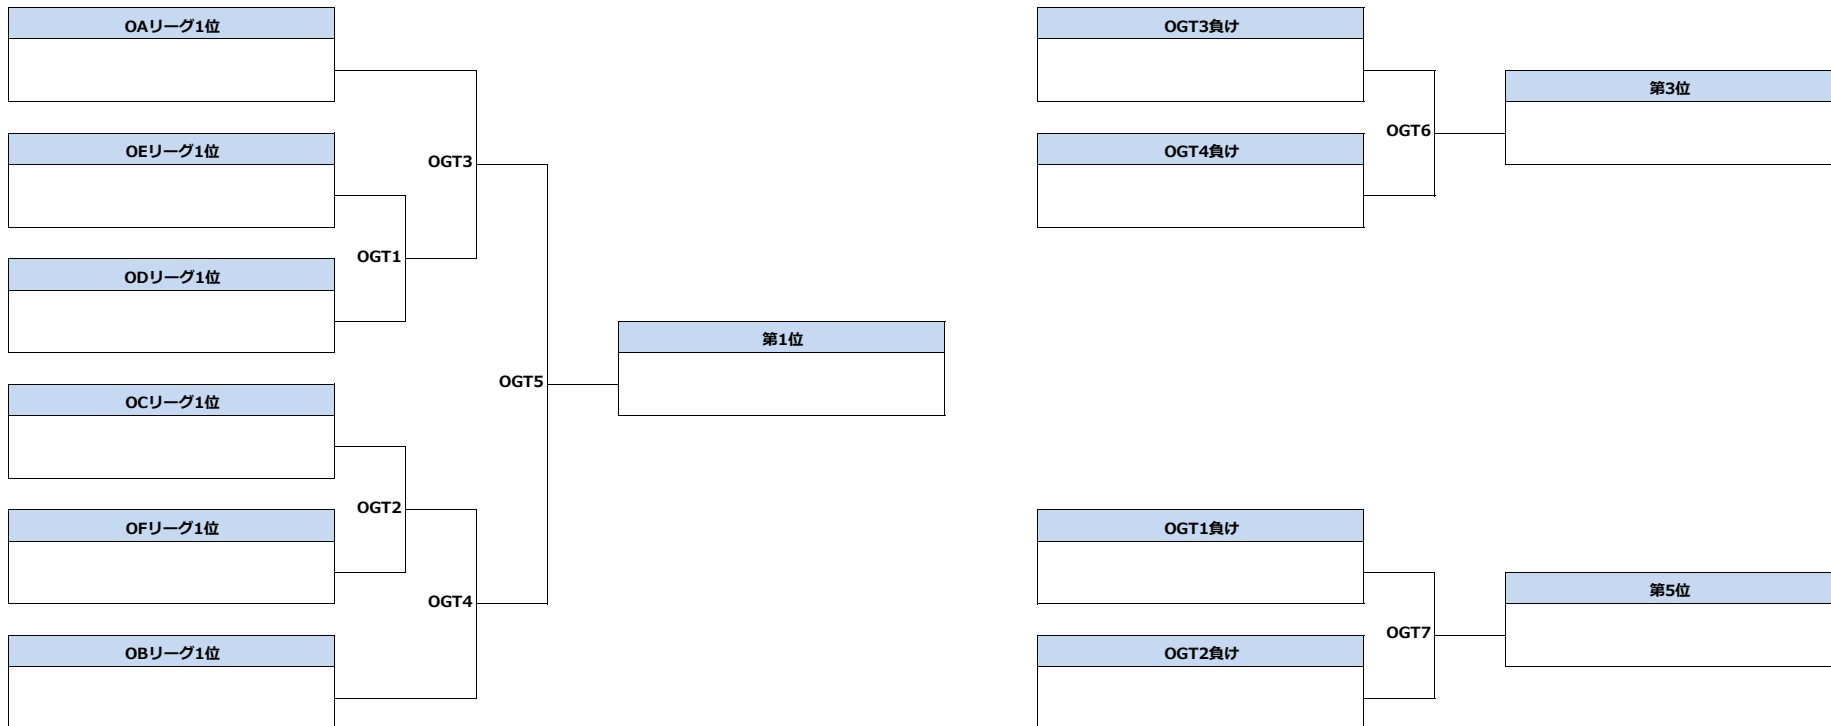 OAリーグ1位
OEリーグ1位
OGT3
OGT1
ODリーグ1位
第1位
OGT5
OCリーグ1位
OGT2
OFリーグ1位
OGT4
OBリーグ1位
OGT3負け
第3位
OGT6
OGT4負け
OGT1負け
第5位
OGT7
OGT2負け